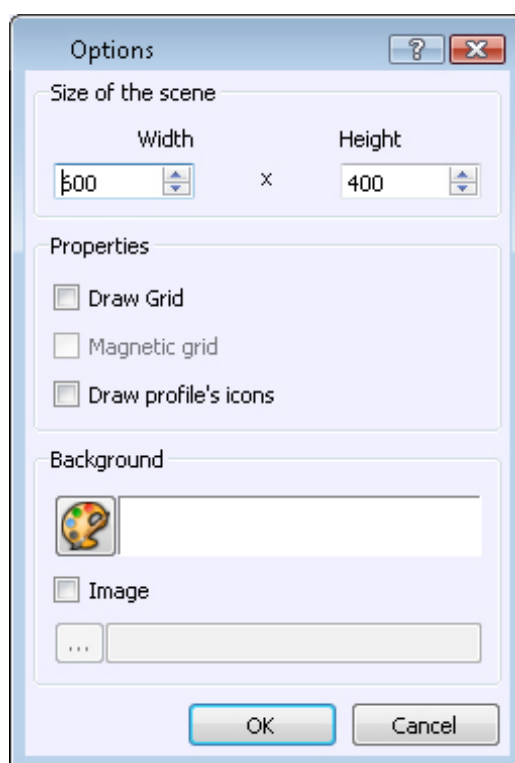 Options
Size of the scene
Width Height
600 x 400
Properties
Draw Grid
Magnetic grid
Draw profile's icons
Background
Image
...
OK Cancel